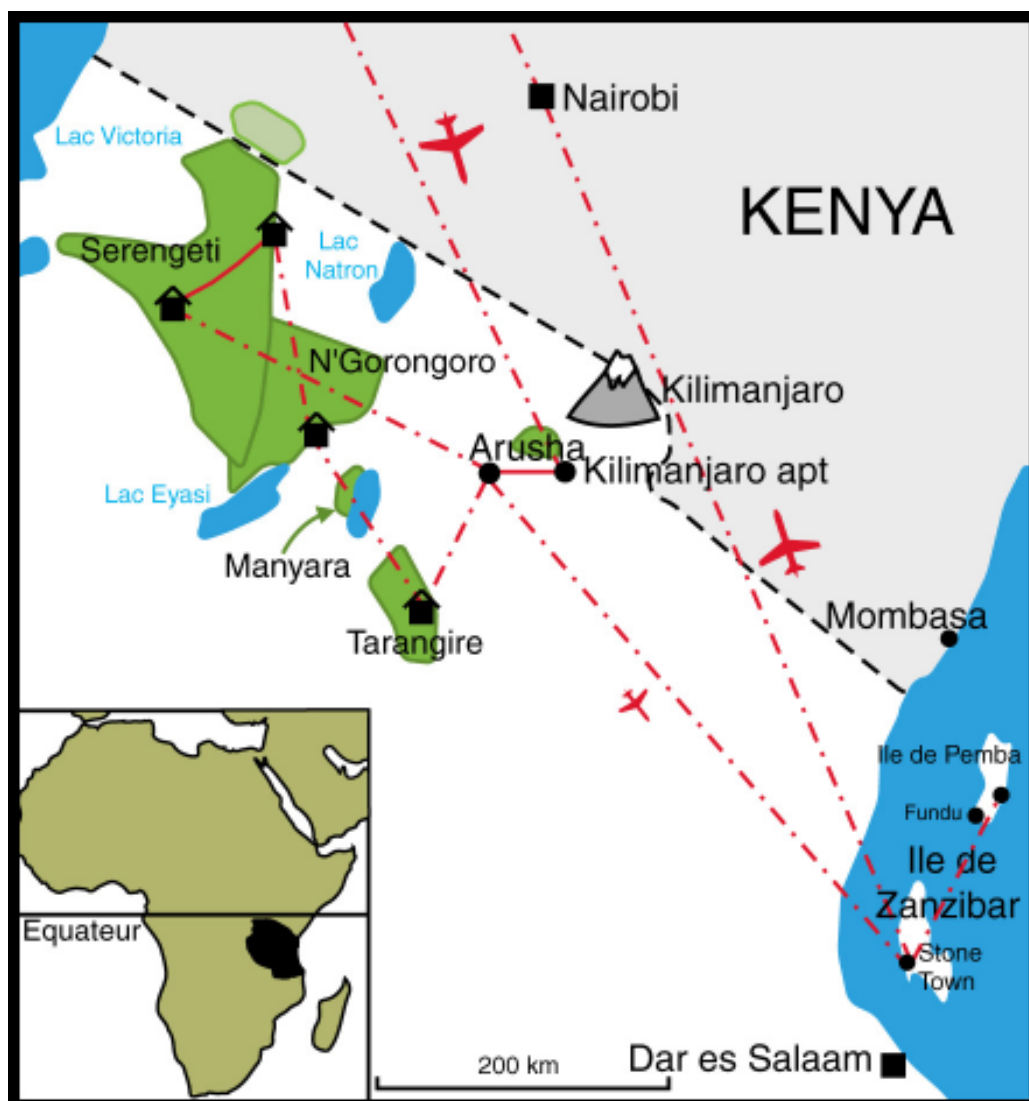 Nairobi
Lac Victoria
KENYA
Serengeti
Lac
Natron
N'Gorongoro
Kilimanjaro
Arusha
Kilimanjaro apt
Lac Eyasi
Manyara
Mombasa
Tarangire
Ile de Pemba
Fundu
Ile de
Zanzibar
Equateur
Stone
Town
200 km
Dar es Salaam